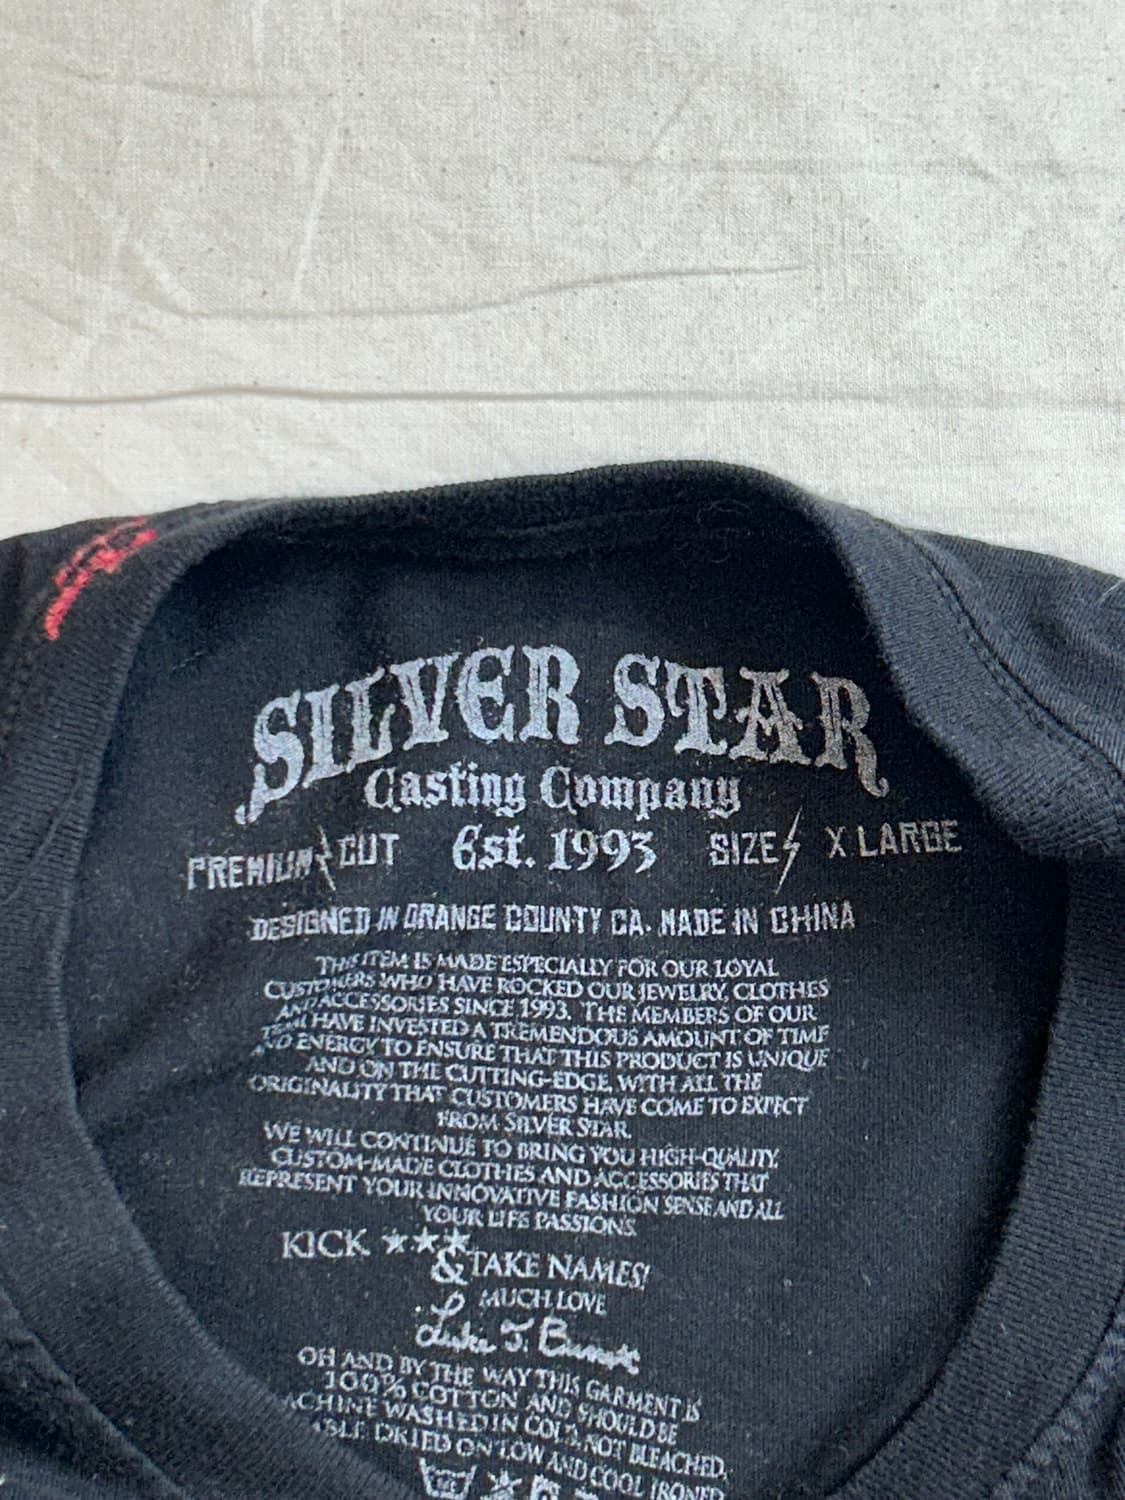 SILVER STAR
Casting Company
PREMIUM CUT Est. 1993 SIZE X LARGE
DESIGNED IN ORANGE COUNTY CA. MADE IN CHINA
THIS ITEM IS MADE ESPECIALLY FOR OUR LOYAL
CUSTOMERS WHO HAVE ROCKED OUR JEWELRY, CLOTHES
AND ACCESSORIES SINCE 1993. THE MEMBERS OF OUR
TEAM HAVE INVESTED A TREMENDOUS AMOUNT OF TIME
AND ENERGY TO ENSURE THAT THIS PRODUCT IS UNIQUE
AND ON THE CUTTING-EDGE, WITH ALL THE
ORIGINALITY THAT CUSTOMERS HAVE COME TO EXPECT
FROM SILVER STAR.
WE WILL CONTINUE TO BRING YOU HIGH-QUALITY,
CUSTOM-MADE CLOTHES AND ACCESSORIES THAT
REPRESENT YOUR INNOVATIVE FASHION SENSE AND ALL
YOUR LIFE PASSIONS.
KICK ★★★
& TAKE NAMES!
MUCH LOVE
Luke J.
OH AND BY THE WAY THIS GARMENT IS
100% COTTON AND SHOULD BE
ACHINE WASHED IN COLD, NOT BLEACHED,
ABLE DRIED ON LOW AND COOL IRONED